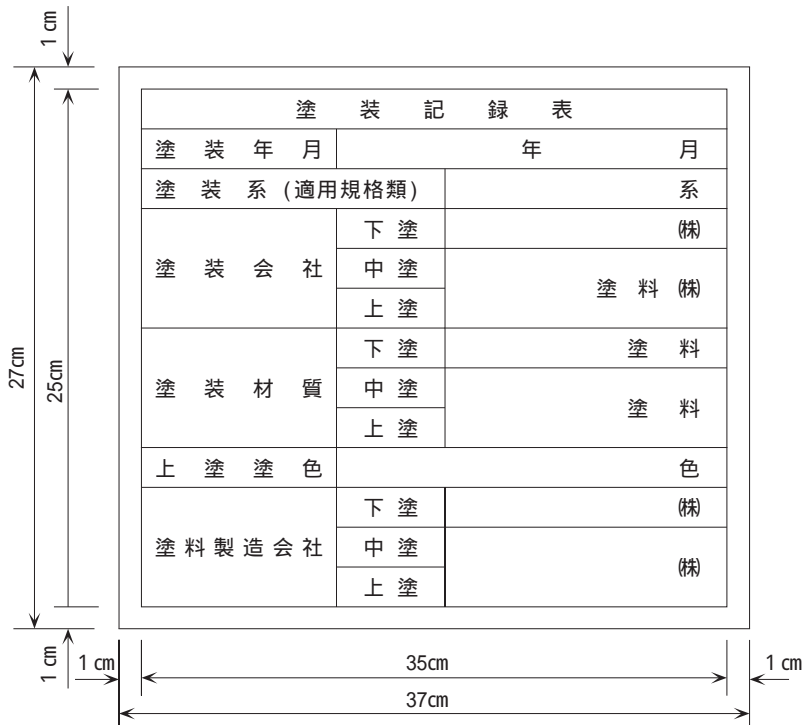 1 cm
塗装記録表
塗装年月 年 月
塗装系(適用規格類) 系
下塗 ㈱
塗装会社 中塗 塗料㈱
上塗
下塗 塗料
塗装材質 中塗 塗料
上塗
上塗塗色 色
下塗 ㈱
塗料製造会社 中塗 ㈱
上塗
27cm
25cm
1 cm
1 cm
35cm
1 cm
37cm